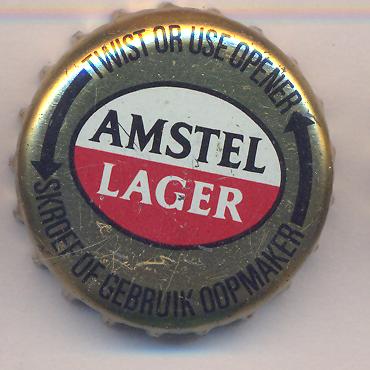 TWIST OR USE OPENER
AMSTEL
LAGER
SKROEF OF GEBRUIK OOPMAKER